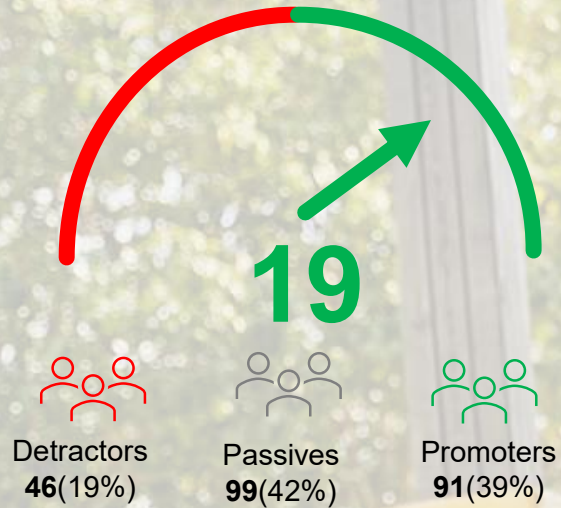 19
Detractors
46(19%)
Passives
99(42%)
Promoters
91(39%)